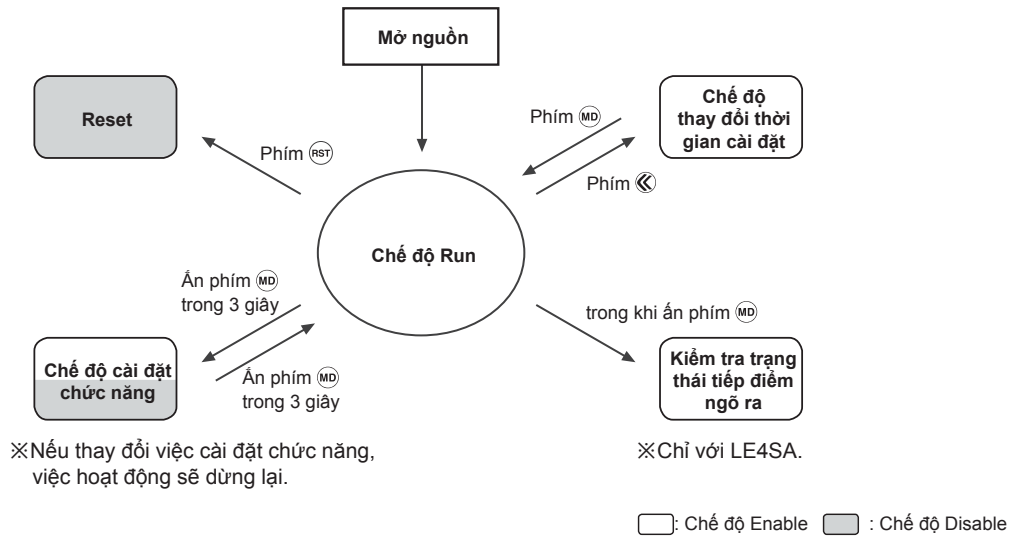 Mở nguồn
Reset
Phím RST
Phím MD
Phím ≪
Chế độ
thay đổi thời
gian cài đặt
Chế độ Run
Ấn phím MD
trong 3 giây
Ấn phím MD
trong 3 giây
Chế độ cài đặt
chức năng
trong khi ấn phím MD
Kiểm tra trạng
thái tiếp điểm
ngõ ra
※Nếu thay đổi việc cài đặt chức năng,
việc hoạt động sẽ dừng lại.
※Chỉ với LE4SA.
: Chế độ Enable : Chế độ Disable